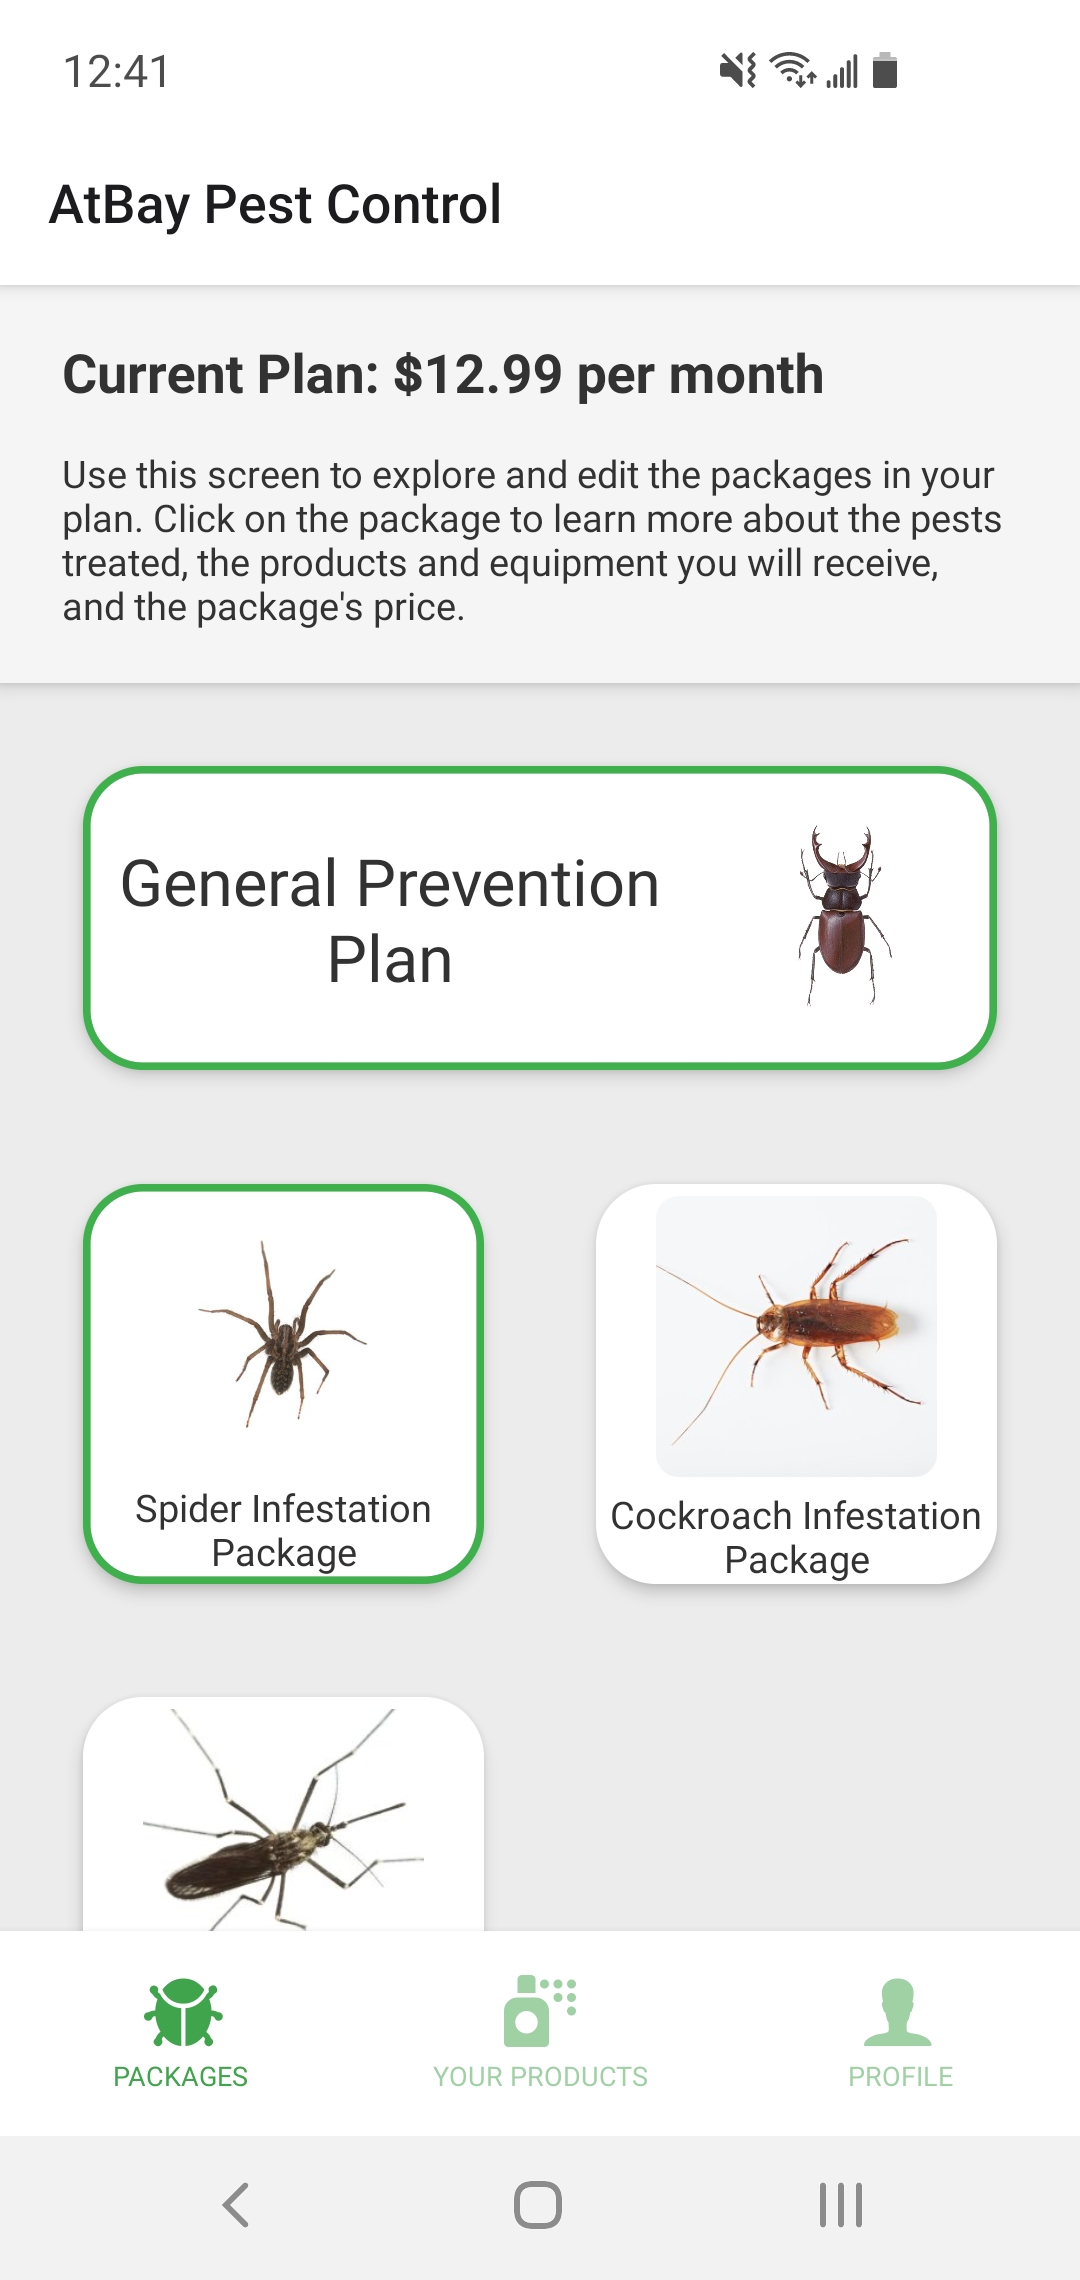 12:41
AtBay Pest Control
Current Plan: $12.99 per month
Use this screen to explore and edit the packages in your
plan. Click on the package to learn more about the pests
treated, the products and equipment you will receive,
and the package's price.
General Prevention
Plan
Spider Infestation
Package
Cockroach Infestation
Package
PACKAGES
YOUR PRODUCTS
PROFILE